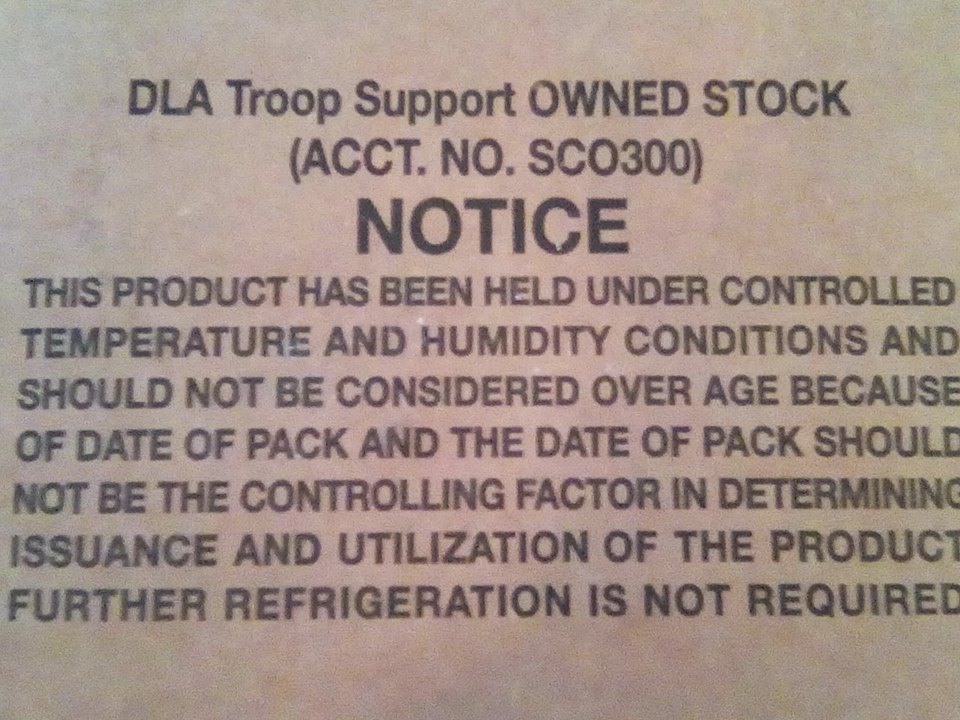 DLA Troop Support OWNED STOCK
(ACCT. NO. SCO300)
NOTICE
THIS PRODUCT HAS BEEN HELD UNDER CONTROLLED
TEMPERATURE AND HUMIDITY CONDITIONS AND
SHOULD NOT BE CONSIDERED OVER AGE BECAUSE
OF DATE OF PACK AND THE DATE OF PACK SHOULD
NOT BE THE CONTROLLING FACTOR IN DETERMINING
ISSUANCE AND UTILIZATION OF THE PRODUCT
FURTHER REFRIGERATION IS NOT REQUIRED